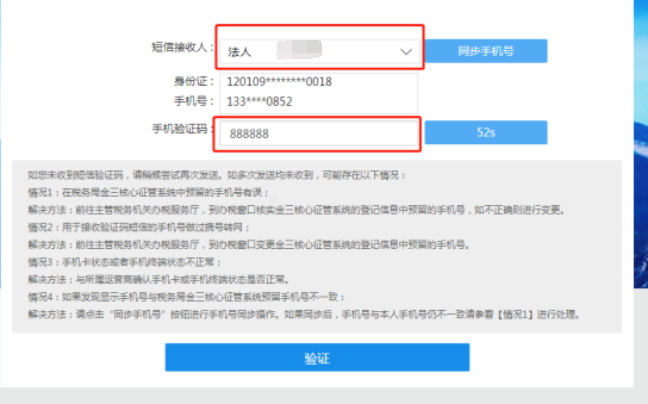 短信接收人： 法人 同步手机号
身份证： 120109********0018
手机号： 133****0852
手机验证码： 888888 52s
如您未收到短信验证码，请稍候尝试再次发送。如多次发送均未收到，可能存在以下情况：
情况1：在税务局金三核心征管系统中预留的手机号有误；
解决方法：前往主管税务机关办税服务厅，到办税窗口核实金三核心征管系统的登记信息中预留的手机号，如不正确则进行变更。
情况2：用于接收验证码短信的手机号做过携号转网；
解决方法：前往主管税务机关办税服务厅，到办税窗口变更金三核心征管系统的登记信息中预留的手机号。
情况3：手机卡状态或者手机终端状态不正常；
解决方法：与所属运营商确认手机卡或手机终端状态是否正常。
情况4：如果发现显示手机号与税务局金三核心征管系统预留手机号不一致：
解决方法：请点击“同步手机号”按钮进行手机号同步操作。如果同步后，手机号与本人手机号仍不一致请参看【情况1】进行处理。
验证